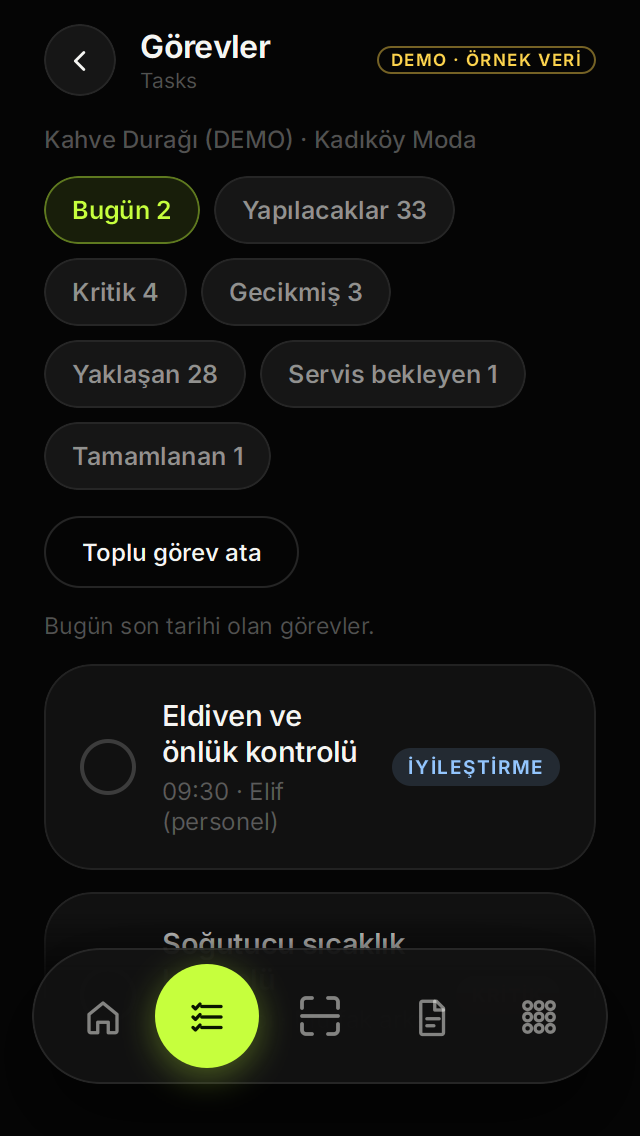 Görevler
DEMO · ÖRNEK VERİ
Tasks
Kahve Durağı (DEMO) · Kadıköy Moda
Bugün 2
Yapılacaklar 33
Kritik 4
Gecikmiş 3
Yaklaşan 28
Servis bekleyen 1
Tamamlanan 1
Toplu görev ata
Bugün son tarihi olan görevler.
Eldiven ve
önlük kontrolü
09:30 · Elif
(personel)
İYİLEŞTİRME
Soğutucu sıcaklık